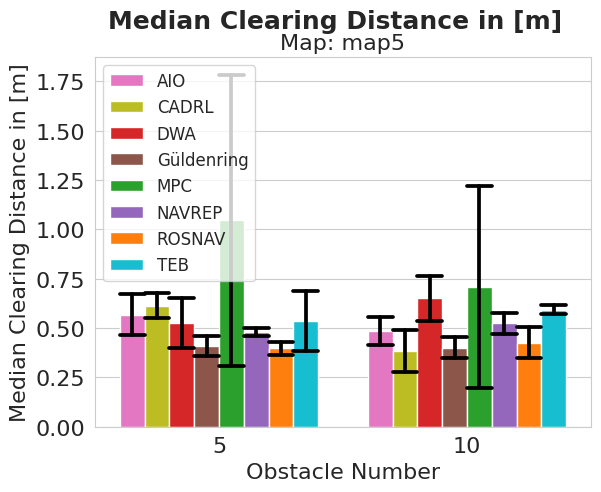 Median Clearing Distance in [m]
Map: map5
Median Clearing Distance in [m]
1.75
1.50
1.25
1.00
0.75
0.50
0.25
0.00
AIO
CADRL
DWA
Güldenring
MPC
NAVREP
ROSNAV
TEB
5
10
Obstacle Number